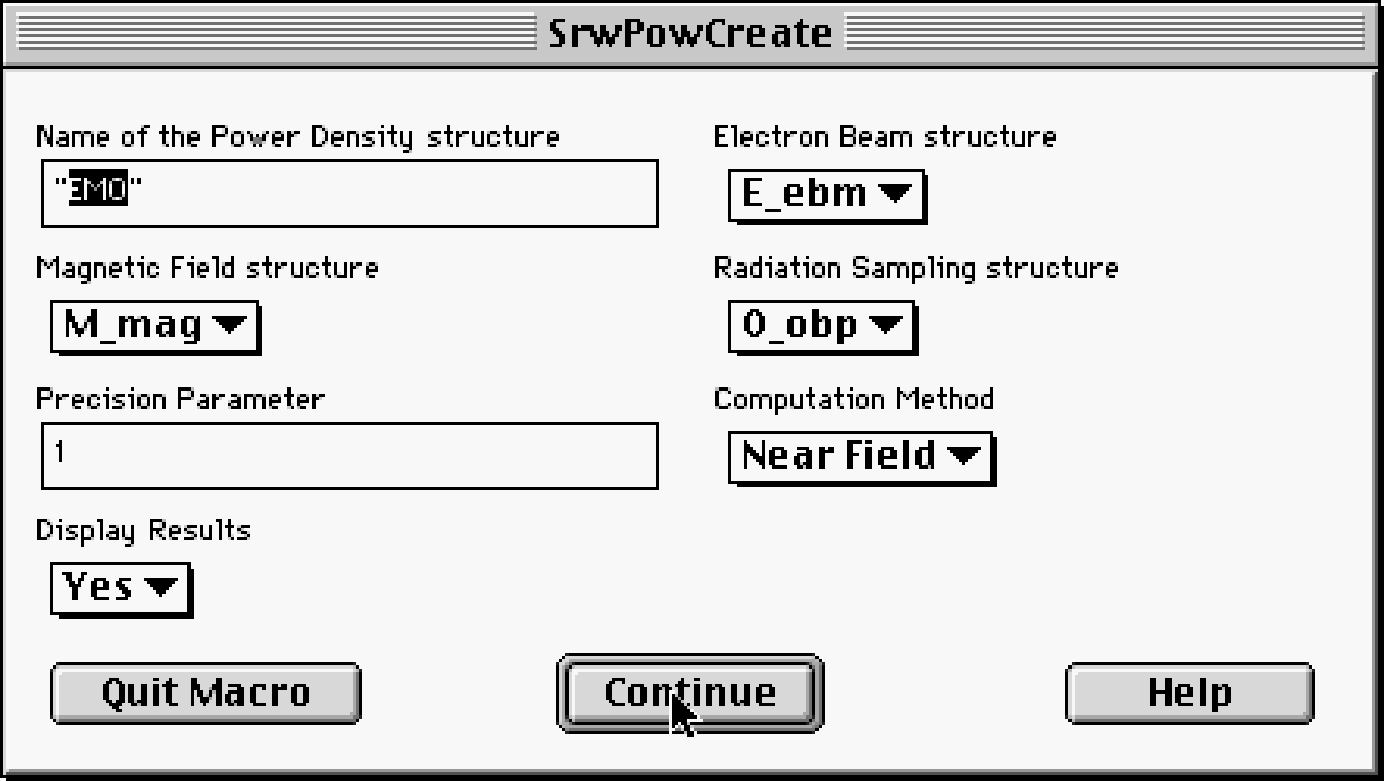 SrwPowCreate
Name of the Power Density structure
"EMO"
Electron Beam structure
E_ebm
Magnetic Field structure
M_mag
Radiation Sampling structure
O_obp
Precision Parameter
1
Computation Method
Near Field
Display Results
Yes
Quit Macro
Continue
Help